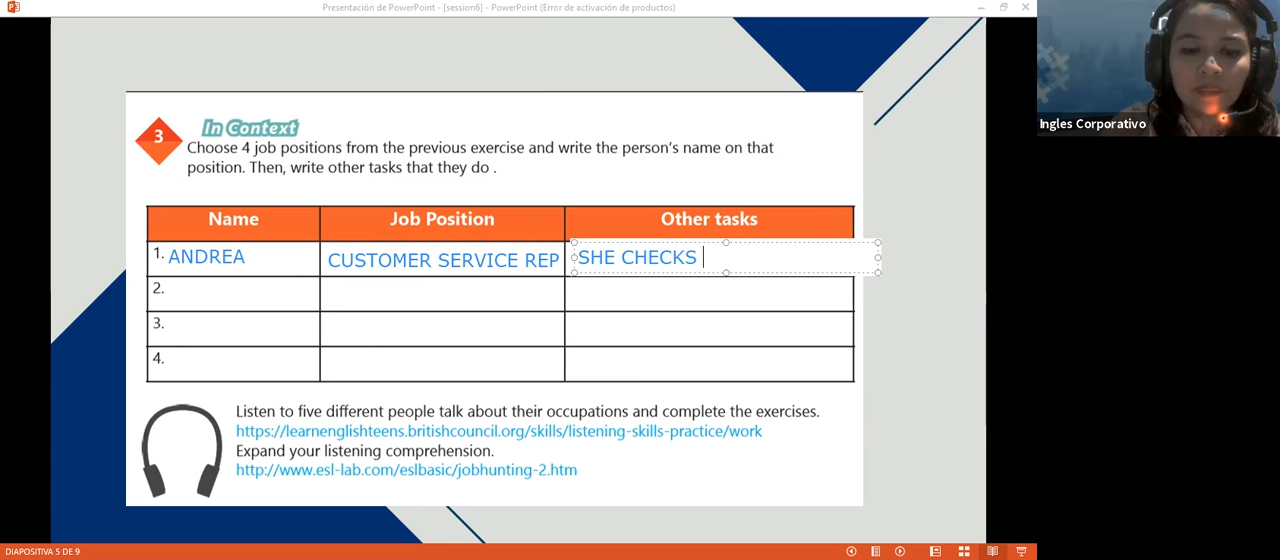 Presentación de PowerPoint - [session6] - PowerPoint (Error de activación de productos)
Ingles Corporativo
3
In Context
Choose 4 job positions from the previous exercise and write the person's name on that
position. Then, write other tasks that they do .
Name Job Position Other tasks
1. ANDREA CUSTOMER SERVICE REP SHE CHECKS
2.
3.
4.
Listen to five different people talk about their occupations and complete the exercises.
https://learnenglishteens.britishcouncil.org/skills/listening-skills-practice/work
Expand your listening comprehension.
http://www.esl-lab.com/eslbasic/jobhunting-2.htm
DIAPOSITIVA 5 DE 9